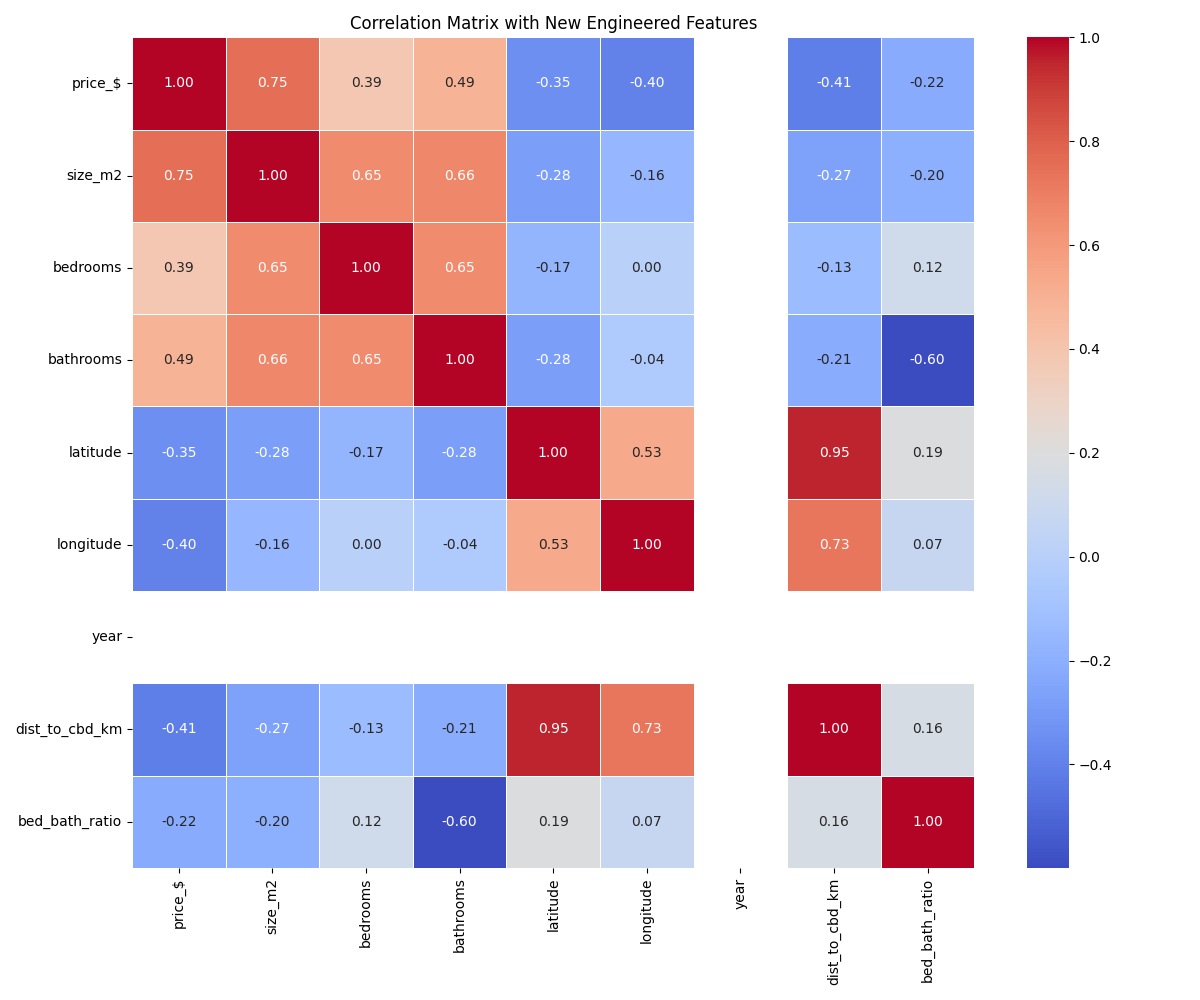 Correlation Matrix with New Engineered Features
price_$ 1.00 0.75 0.39 0.49 -0.35 -0.40 -0.41 -0.22
size_m2 0.75 1.00 0.65 0.66 -0.28 -0.16 -0.27 -0.20
bedrooms 0.39 0.65 1.00 0.65 -0.17 0.00 -0.13 0.12
bathrooms 0.49 0.66 0.65 1.00 -0.28 -0.04 -0.21 -0.60
latitude -0.35 -0.28 -0.17 -0.28 1.00 0.53 0.95 0.19
longitude -0.40 -0.16 0.00 -0.04 0.53 1.00 0.73 0.07
year
dist_to_cbd_km -0.41 -0.27 -0.13 -0.21 0.95 0.73 1.00 0.16
bed_bath_ratio -0.22 -0.20 0.12 -0.60 0.19 0.07 0.16 1.00
price_$ size_m2 bedrooms bathrooms latitude longitude year dist_to_cbd_km bed_bath_ratio
1.0
0.8
0.6
0.4
0.2
0.0
−0.2
−0.4